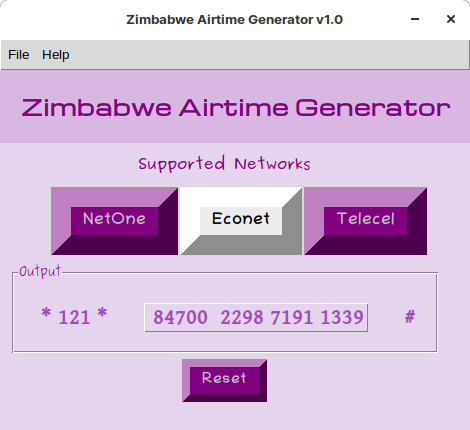 Zimbabwe Airtime Generator v1.0
File Help
Zimbabwe Airtime Generator
Supported Networks
NetOne Econet Telecel
Output
* 121 * 84700 2298 7191 1339 #
Reset